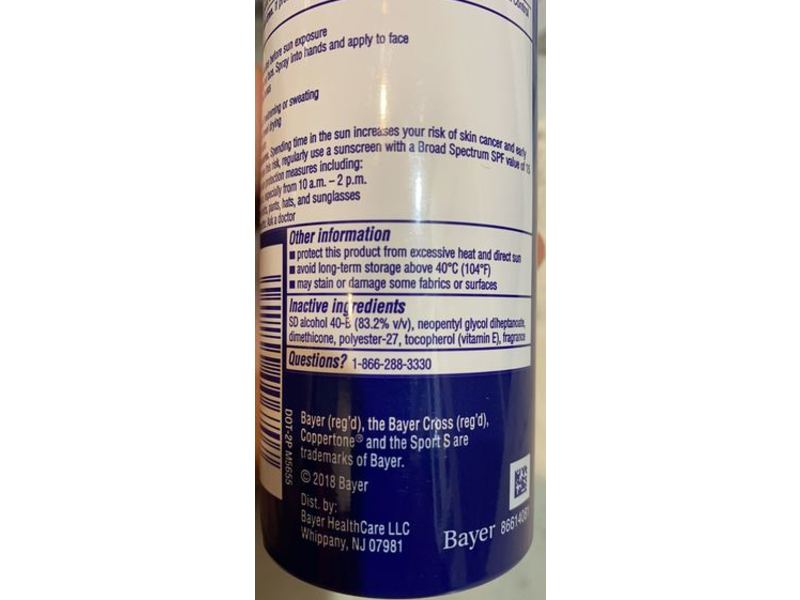 before sun exposure
Spray into hands and apply to face
swimming or sweating
drying
Spending time in the sun increases your risk of skin cancer and early
this risk, regularly use a sunscreen with a Broad Spectrum SPF value of 15
protection measures including:
especially from 10 a.m. – 2 p.m.
pants, hats, and sunglasses
Ask a doctor
Other information
■ protect this product from excessive heat and direct sun
■ avoid long-term storage above 40°C (104°F)
■ may stain or damage some fabrics or surfaces
Inactive ingredients
SD alcohol 40-B (83.2% v/v), neopentyl glycol diheptanoate,
dimethicone, polyester-27, tocopherol (vitamin E), fragrance
Questions? 1-866-288-3330
DOT-2P M5655
Bayer (reg'd), the Bayer Cross (reg'd),
Coppertone® and the Sport S are
trademarks of Bayer.
© 2018 Bayer
Dist. by:
Bayer HealthCare LLC
Whippany, NJ 07981
Bayer 86614081